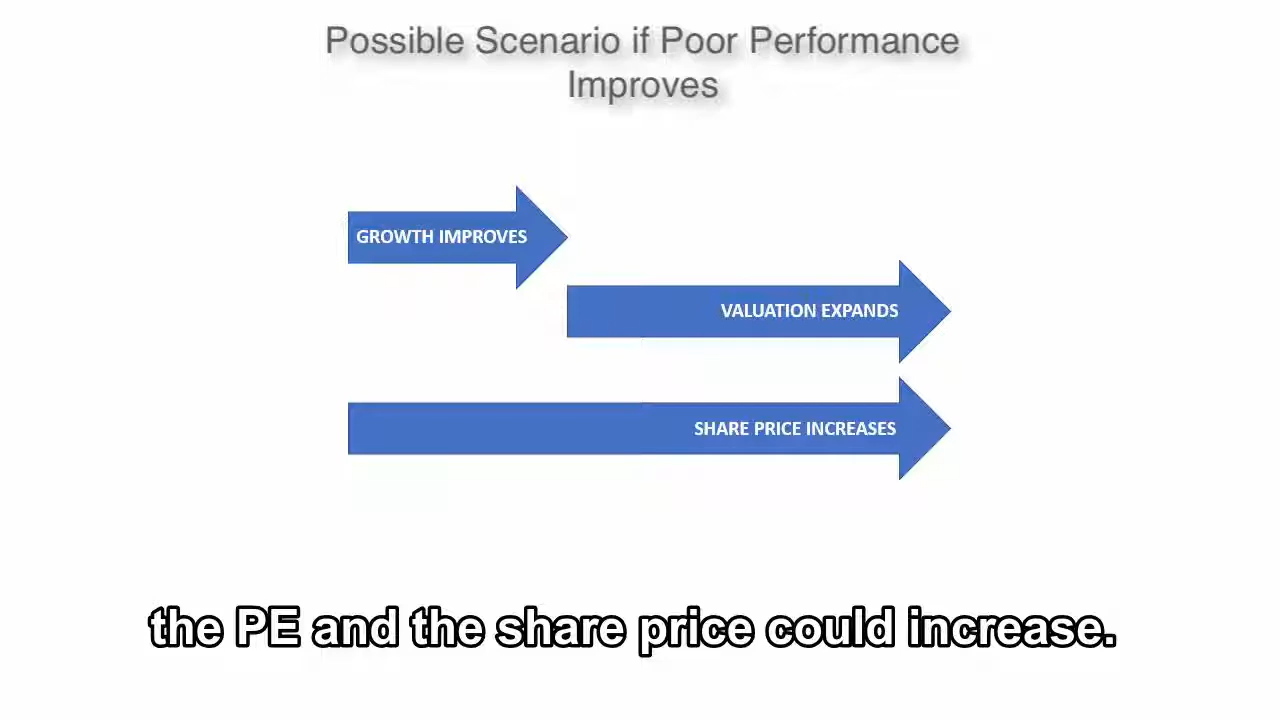 Possible Scenario if Poor Performance
Improves
GROWTH IMPROVES
VALUATION EXPANDS
SHARE PRICE INCREASES
the PE and the share price could increase.